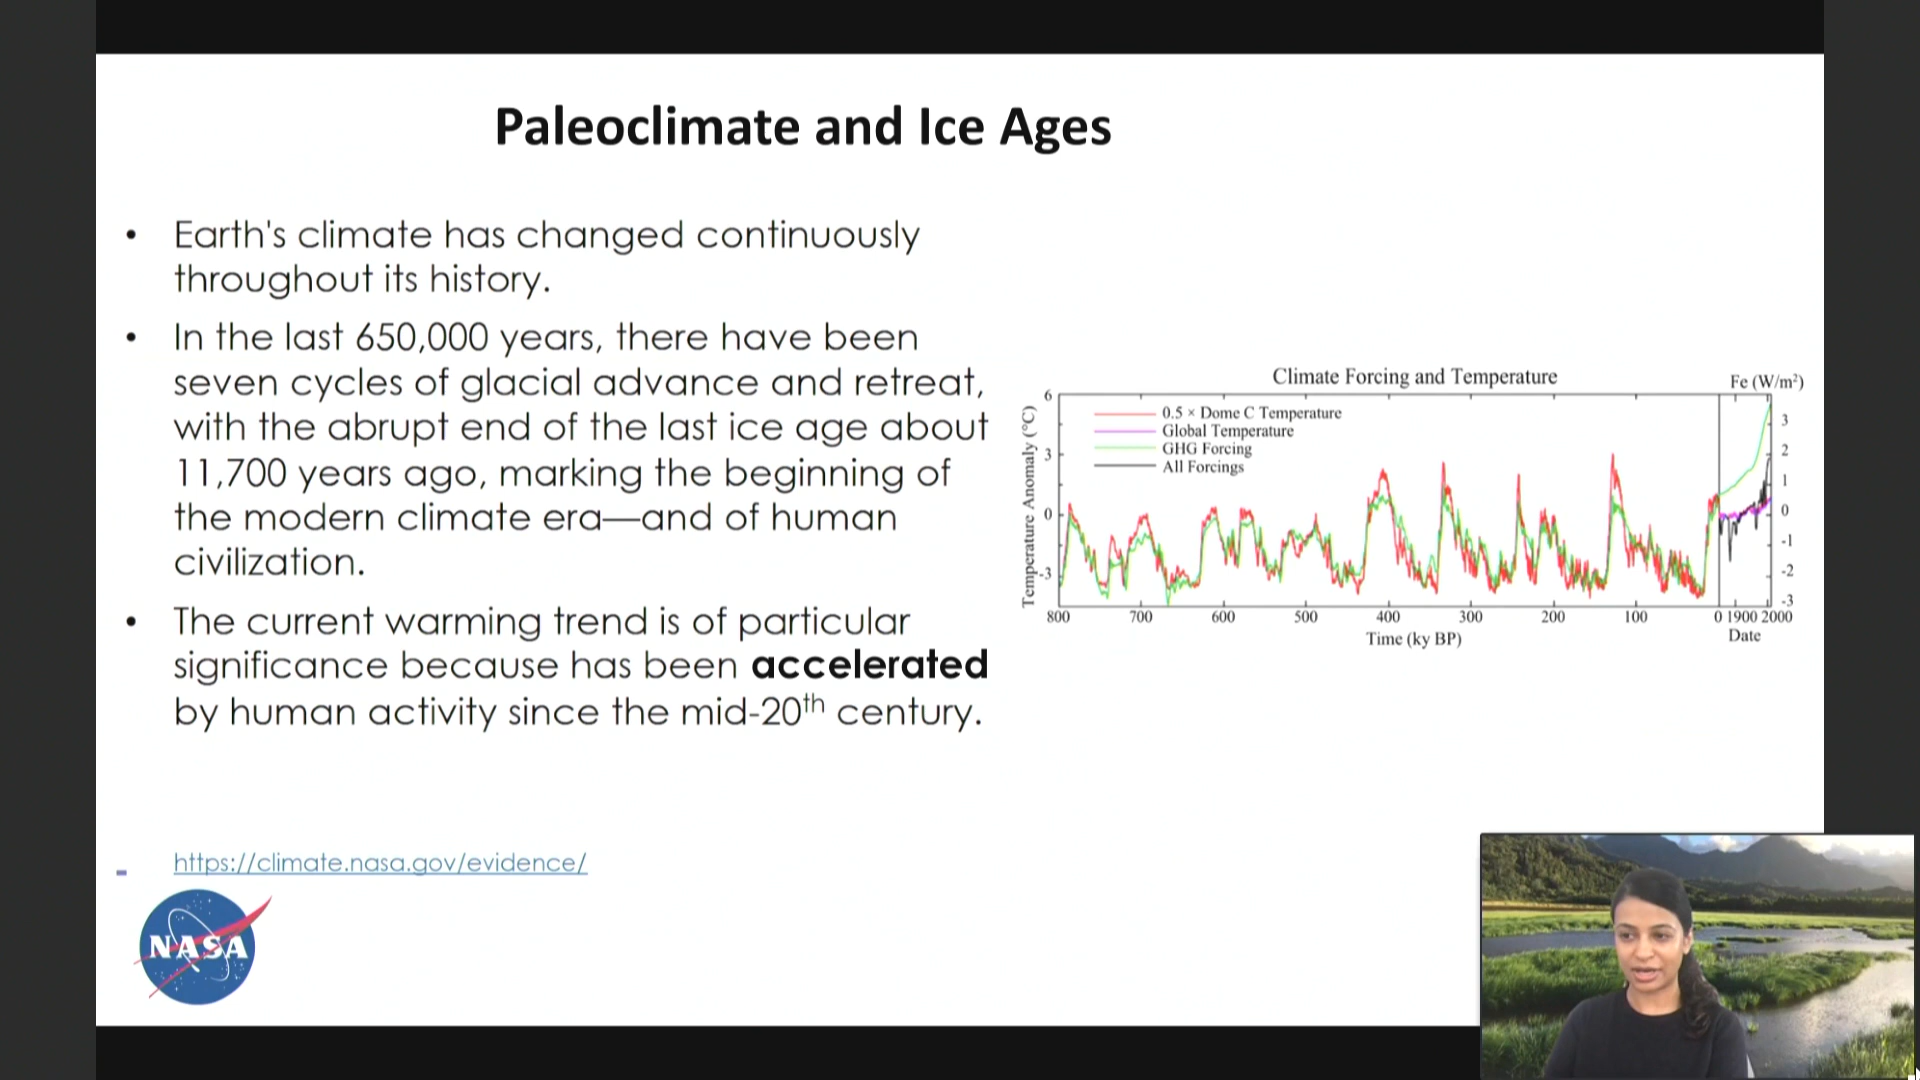 Paleoclimate and Ice Ages
• Earth's climate has changed continuously
throughout its history.
• In the last 650,000 years, there have been
seven cycles of glacial advance and retreat,
with the abrupt end of the last ice age about
11,700 years ago, marking the beginning of
the modern climate era—and of human
civilization.
• The current warming trend is of particular
significance because has been accelerated
by human activity since the mid-20th century.
https://climate.nasa.gov/evidence/
NASA
Climate Forcing and Temperature
Fe (W/m²)
Temperature Anomaly (°C)
6
3
0
-3
0.5 × Dome C Temperature
Global Temperature
GHG Forcing
All Forcings
3
2
1
0
-1
-2
-3
800 700 600 500 400 300 200 100 0 1900 2000
Time (ky BP)
Date